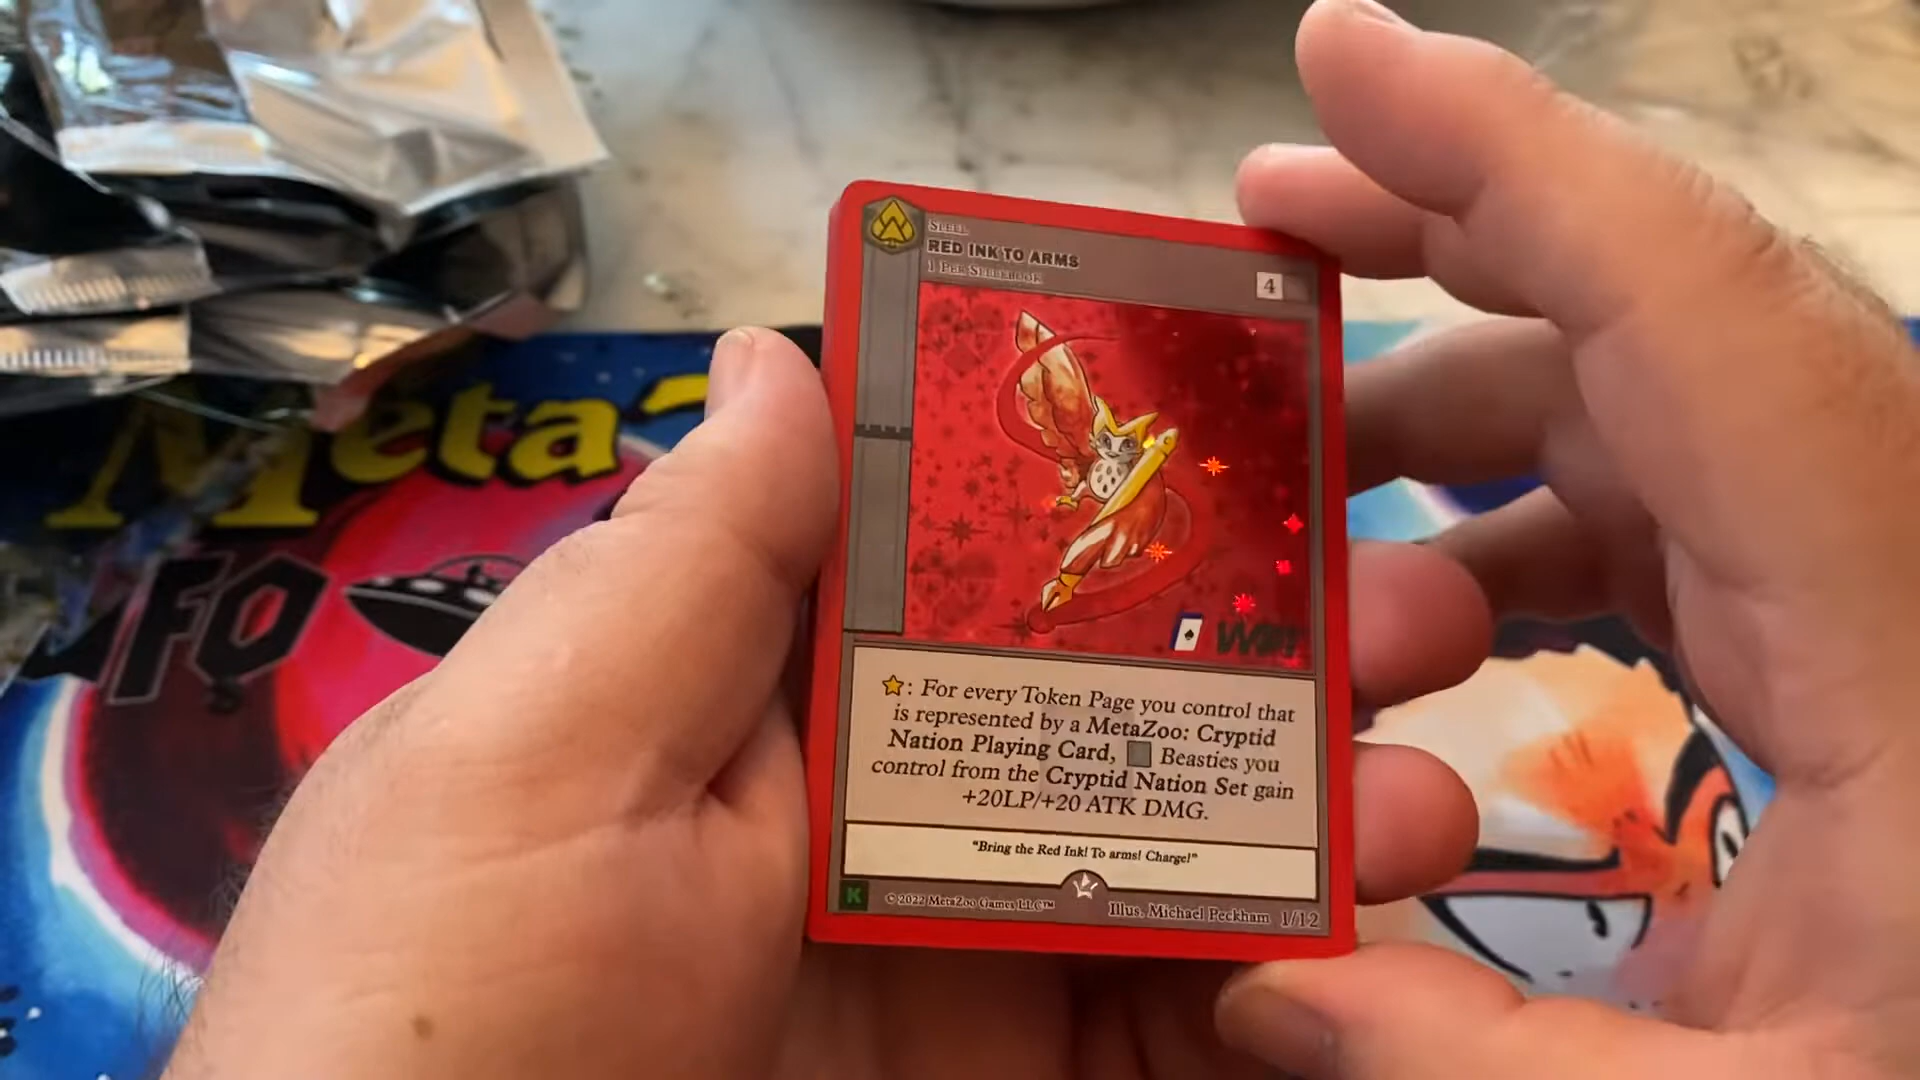 Meta
UFO
SPELL
RED INK TO ARMS
1 PER SPELLBOOK
4
: For every Token Page you control that
is represented by a MetaZoo: Cryptid
Nation Playing Card, Beasties you
control from the Cryptid Nation Set gain
+20LP/+20 ATK DMG.
"Bring the Red Ink! To arms! Charge!"
K
© 2022 MetaZoo Games LLC™
Illus. Michael Peckham 1/12